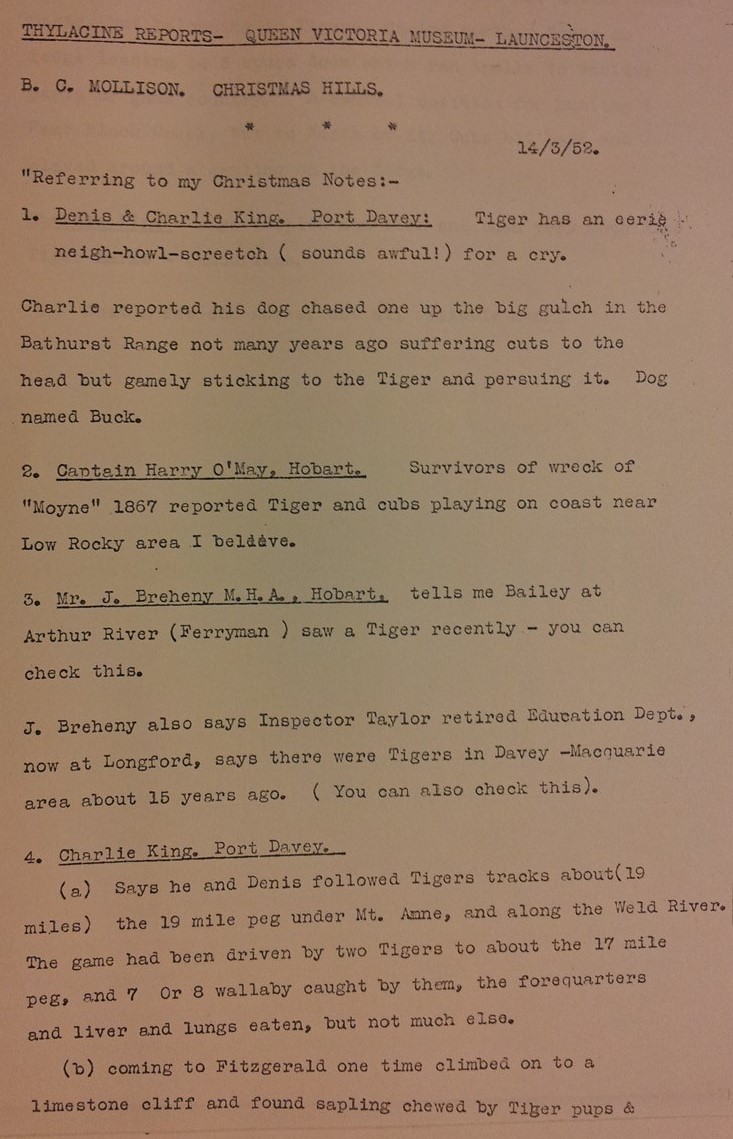 THYLACINE REPORTS- QUEEN VICTORIA MUSEUM- LAUNCESTON.
B. C. MOLLISON. CHRISTMAS HILLS.
* * *
14/3/52.
"Referring to my Christmas Notes:-
1. Denis & Charlie King. Port Davey: Tiger has an eerie
neigh-howl-screetch ( sounds awful!) for a cry.
Charlie reported his dog chased one up the big gulch in the
Bathurst Range not many years ago suffering cuts to the
head but gamely sticking to the Tiger and persuing it. Dog
named Buck.
2. Captain Harry O'May, Hobart. Survivors of wreck of
"Moyne" 1867 reported Tiger and cubs playing on coast near
Low Rocky area I beldeve.
3. Mr. J. Breheny M.H.A., Hobart. tells me Bailey at
Arthur River (Ferryman ) saw a Tiger recently - you can
check this.
J. Breheny also says Inspector Taylor retired Education Dept.,
now at Longford, says there were Tigers in Davey -Macquarie
area about 15 years ago. ( You can also check this).
4. Charlie King. Port Davey.
(a) Says he and Denis followed Tigers tracks about(19
miles) the 19 mile peg under Mt. Anne, and along the Weld River.
The game had been driven by two Tigers to about the 17 mile
peg, and 7 Or 8 wallaby caught by them, the forequarters
and liver and lungs eaten, but not much else.
(b) coming to Fitzgerald one time climbed on to a
limestone cliff and found sapling chewed by Tiger pups &